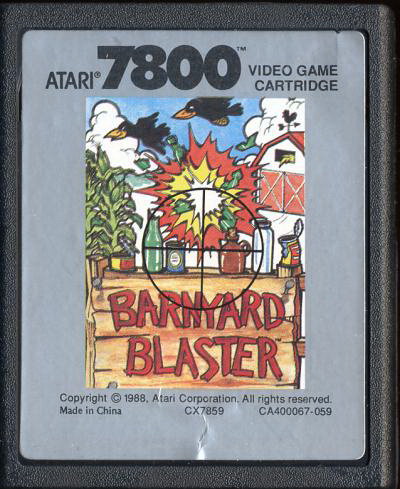 ATARI® 7800™ VIDEO GAME
CARTRIDGE
BARNYARD
BLASTER™
Copyright © 1988, Atari Corporation. All rights reserved.
Made in China CX7859 CA400067-059